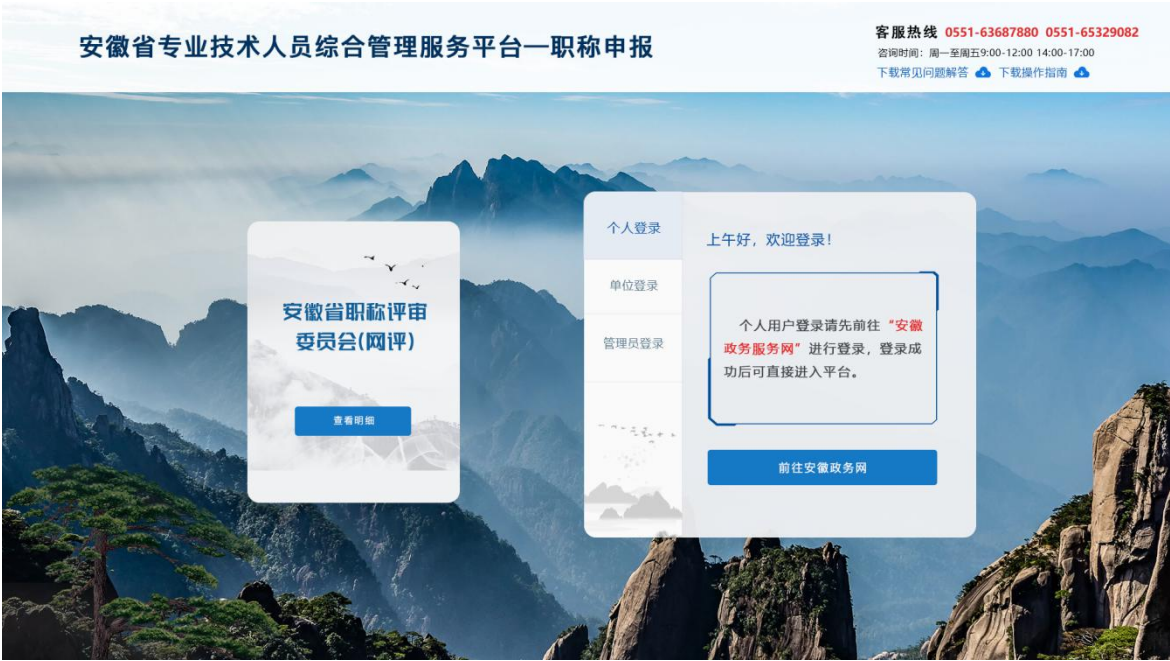 安徽省专业技术人员综合管理服务平台—职称申报
客服热线 0551-63687880 0551-65329082
咨询时间：周一至周五9:00-12:00 14:00-17:00
下载常见问题解答 下载操作指南
安徽省职称评审
委员会(网评)
查看明细
个人登录
单位登录
管理员登录
上午好，欢迎登录！
个人用户登录请先前往“安徽
政务服务网”进行登录，登录成
功后可直接进入平台。
前往安徽政务网